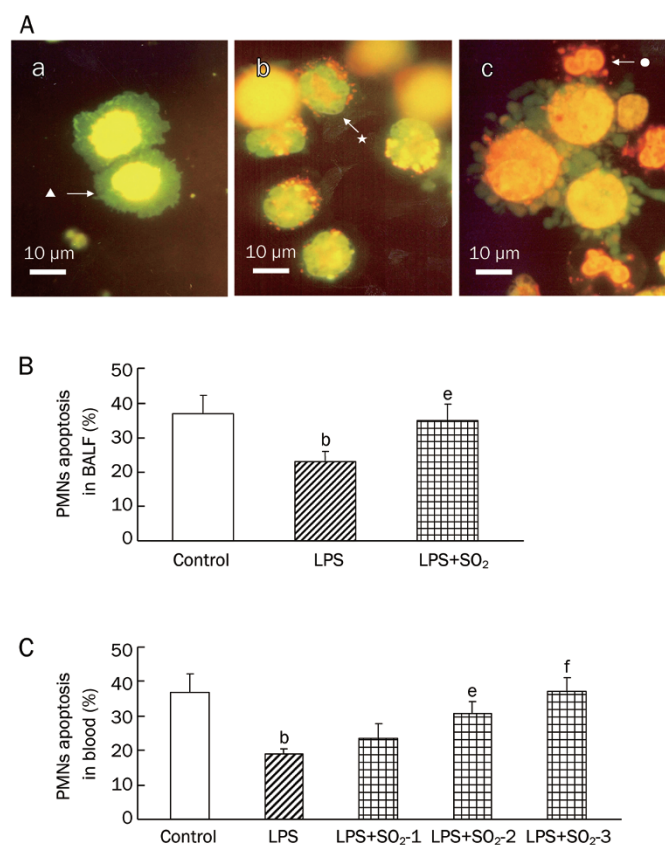 A
a
b
c
10 µm
10 µm
10 µm
B
PMNs apoptosis
in BALF (%)
50
40
30
20
10
0
b
e
Control LPS LPS+SO₂
C
PMNs apoptosis
in blood (%)
50
40
30
20
10
0
b
e
f
Control LPS LPS+SO₂-1 LPS+SO₂-2 LPS+SO₂-3